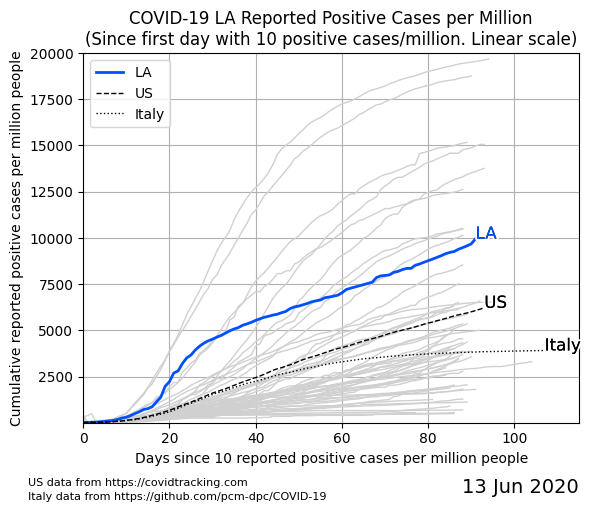 COVID-19 LA Reported Positive Cases per Million
(Since first day with 10 positive cases/million. Linear scale)
Cumulative reported positive cases per million people
20000
17500
15000
12500
10000
7500
5000
2500
LA
US
Italy
LA
US
Italy
0
20
40
60
80
100
Days since 10 reported positive cases per million people
US data from https://covidtracking.com
Italy data from https://github.com/pcm-dpc/COVID-19
13 Jun 2020